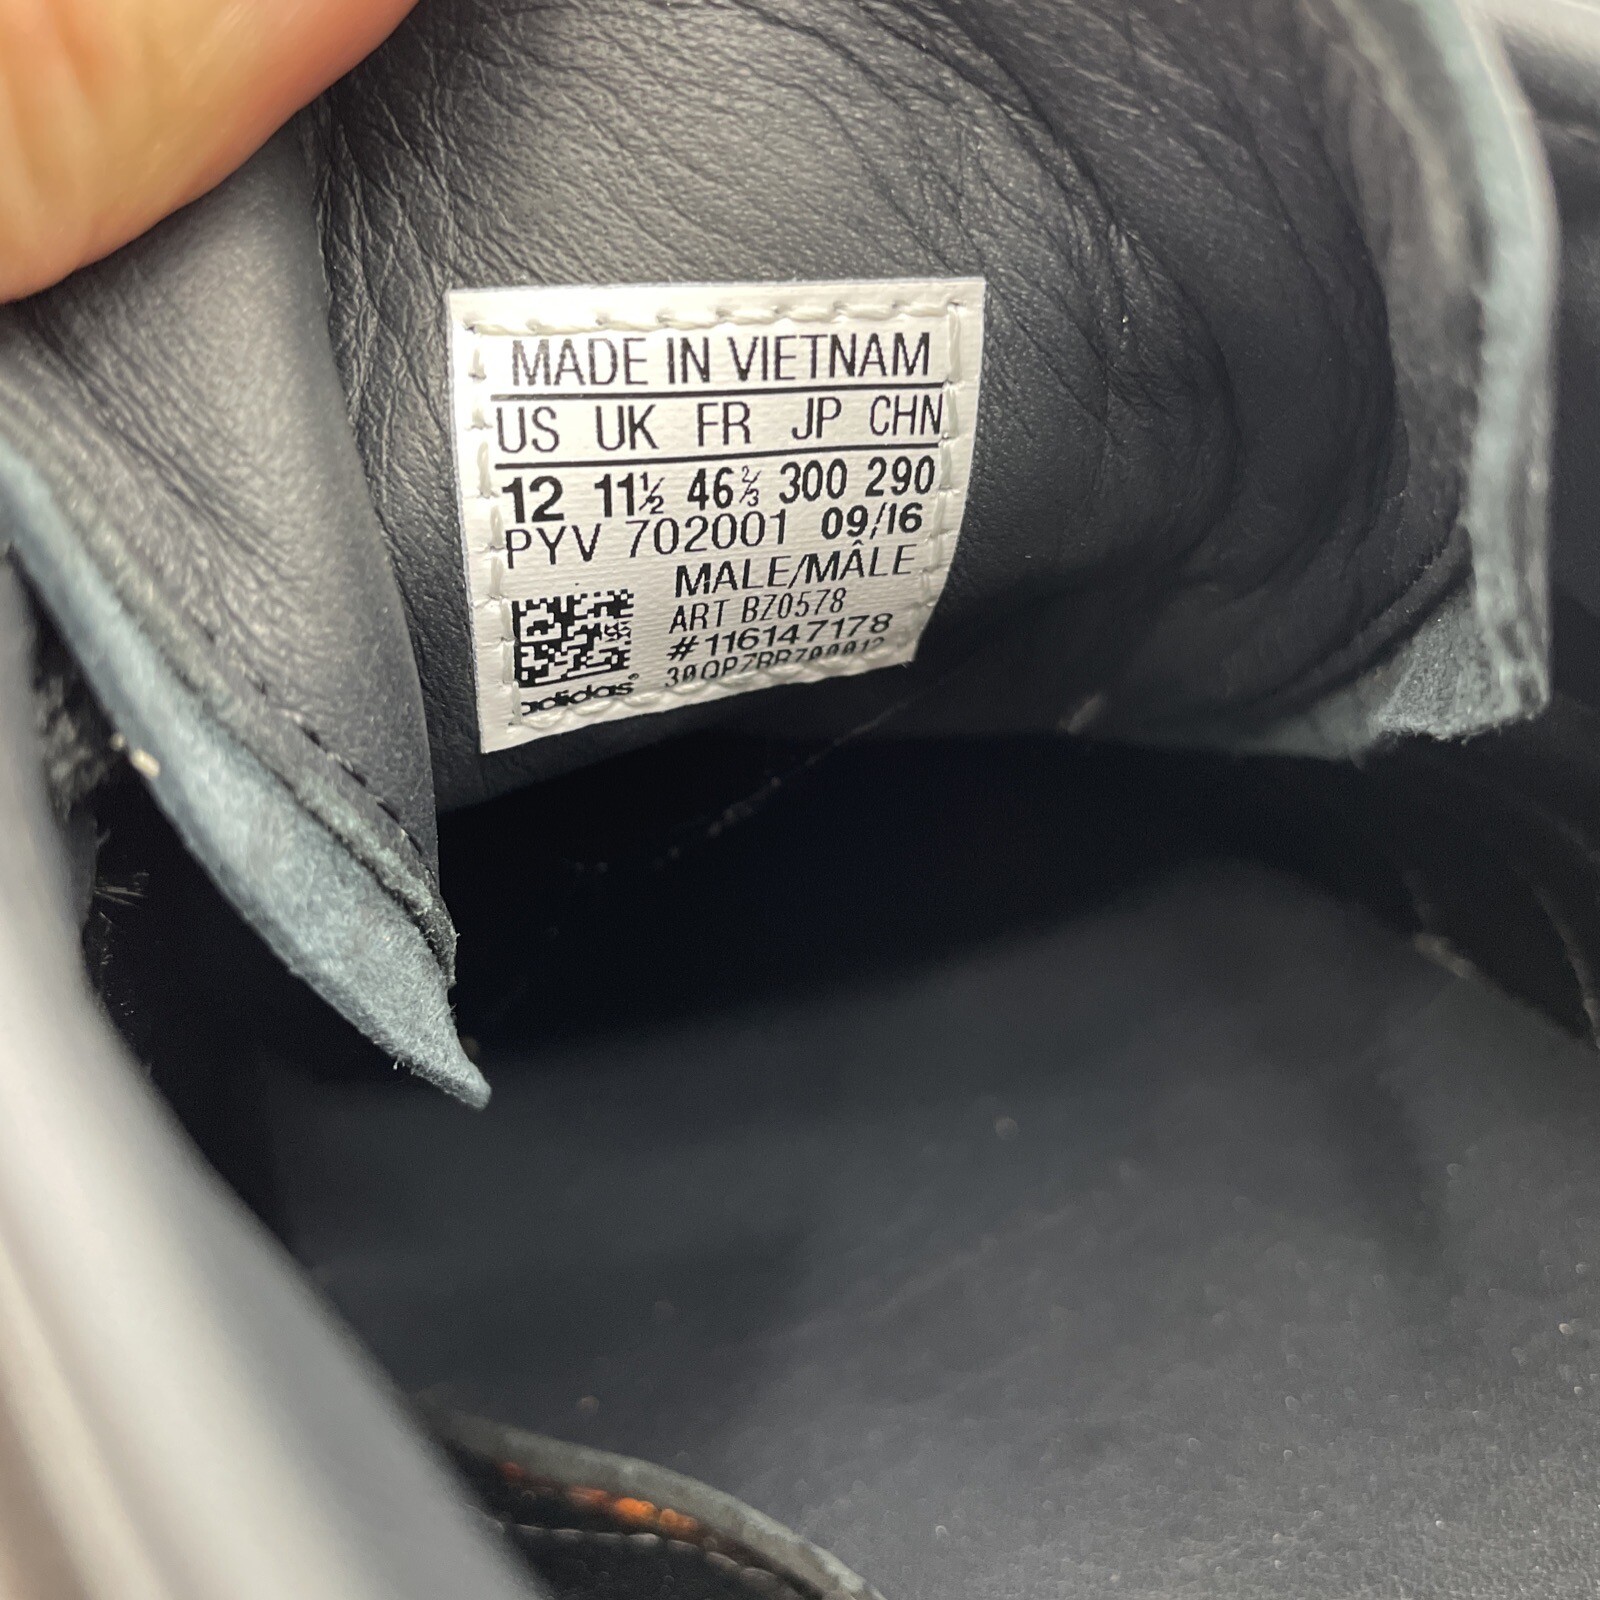 MADE IN VIETNAM
US UK FR JP CHN
12 11½ 46⅔ 300 290
PYV 702001 09/16
MALE/MÂLE
ART BZ0578
#116147178
adidas